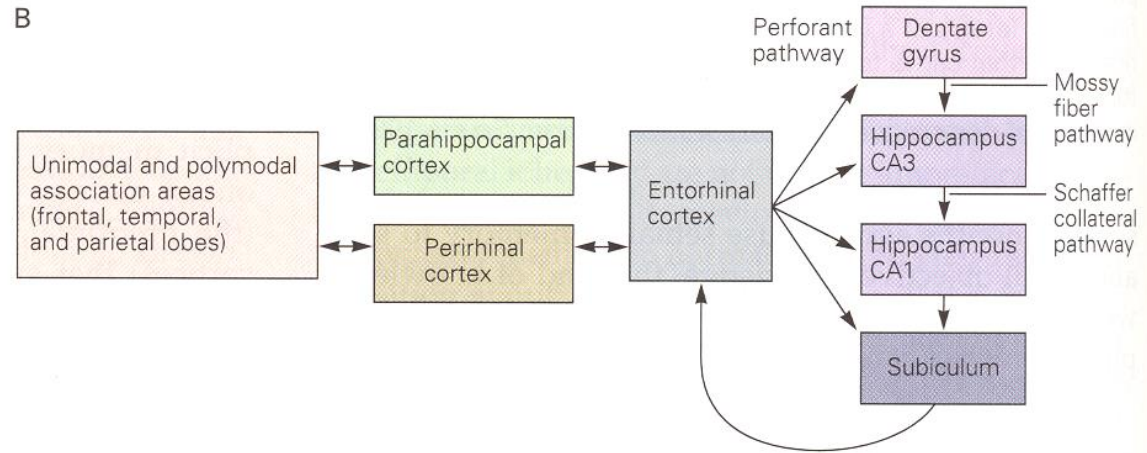 B
Unimodal and polymodal
association areas
(frontal, temporal,
and parietal lobes)
Parahippocampal
cortex
Perirhinal
cortex
Entorhinal
cortex
Perforant
pathway
Dentate
gyrus
Mossy
fiber
pathway
Hippocampus
CA3
Schaffer
collateral
pathway
Hippocampus
CA1
Subiculum